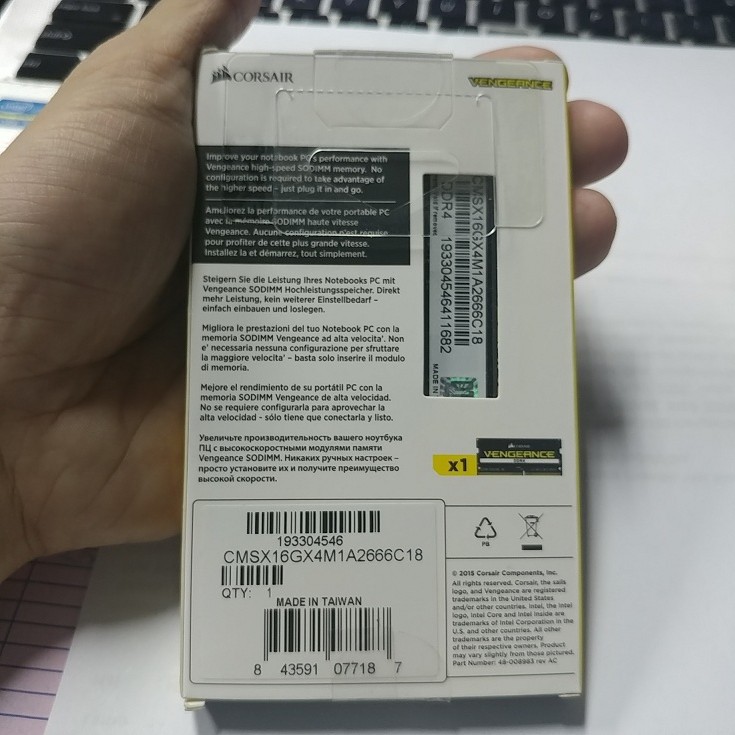 CORSAIR
VENGEANCE
Improve your notebook PC's performance with
Vengeance high-speed SODIMM memory. No
configuration is required to take advantage of
the higher speed – just plug it in and go.
Améliorez la performance de votre portable PC
avec la mémoire SODIMM haute vitesse
Vengeance. Aucune configuration n'est requise
pour profiter de cette plus grande vitesse.
Installez la et démarrez, tout simplement.
Steigern Sie die Leistung Ihres Notebooks PC mit
Vengeance SODIMM Hochleistungsspeicher. Direkt
mehr Leistung, kein weiterer Einstellbedarf –
einfach einbauen und loslegen.
Migliora le prestazioni del tuo Notebook PC con la
memoria SODIMM Vengeance ad alta velocita'. Non
e' necessaria nessuna configurazione per sfruttare
la maggiore velocita' – basta solo inserire il modulo
di memoria.
Mejore el rendimiento de su portátil PC con la
memoria SODIMM Vengeance de alta velocidad.
No se requiere configurarla para aprovechar la
alta velocidad – sólo tiene que conectarla y listo.
Увеличьте производительность вашего ноутбука
ПЦ с высокоскоростными модулями памяти
Vengeance SODIMM. Никаких ручных настроек –
просто установите их и получите преимущество
высокой скорости.
CMSX16GX4M1A2666C18
DDR4 193304546411682
MADE IN
x1
CORSAIR
VENGEANCE
193304546
CMSX16GX4M1A2666C18
QTY: 1
MADE IN TAIWAN
8 43591 07718 7
© 2015 Corsair Components, Inc.
All rights reserved. Corsair, the sails
logo, and Vengeance are registered
trademarks in the United States
and/or other countries. Intel, the Intel
logo, Intel Core and Intel Inside are
trademarks of Intel Corporation in the
U.S. and other countries. All other
trademarks are the property
of their respective owners. Product
may vary slightly from those pictured.
Part Number: 48-008983 rev AC